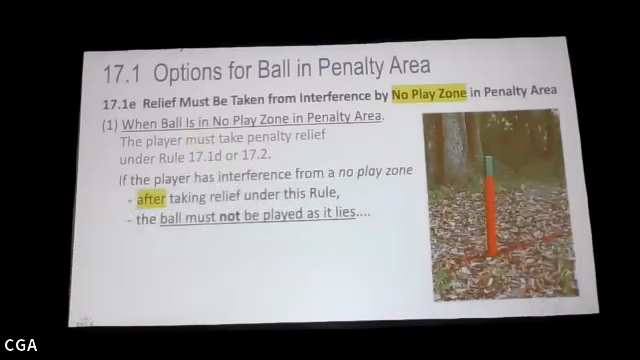 17.1 Options for Ball in Penalty Area
17.1e Relief Must Be Taken from Interference by No Play Zone in Penalty Area
(1) When Ball Is in No Play Zone in Penalty Area.
The player must take penalty relief
under Rule 17.1d or 17.2.
If the player has interference from a no play zone
- after taking relief under this Rule,
- the ball must not be played as it lies....
CGA